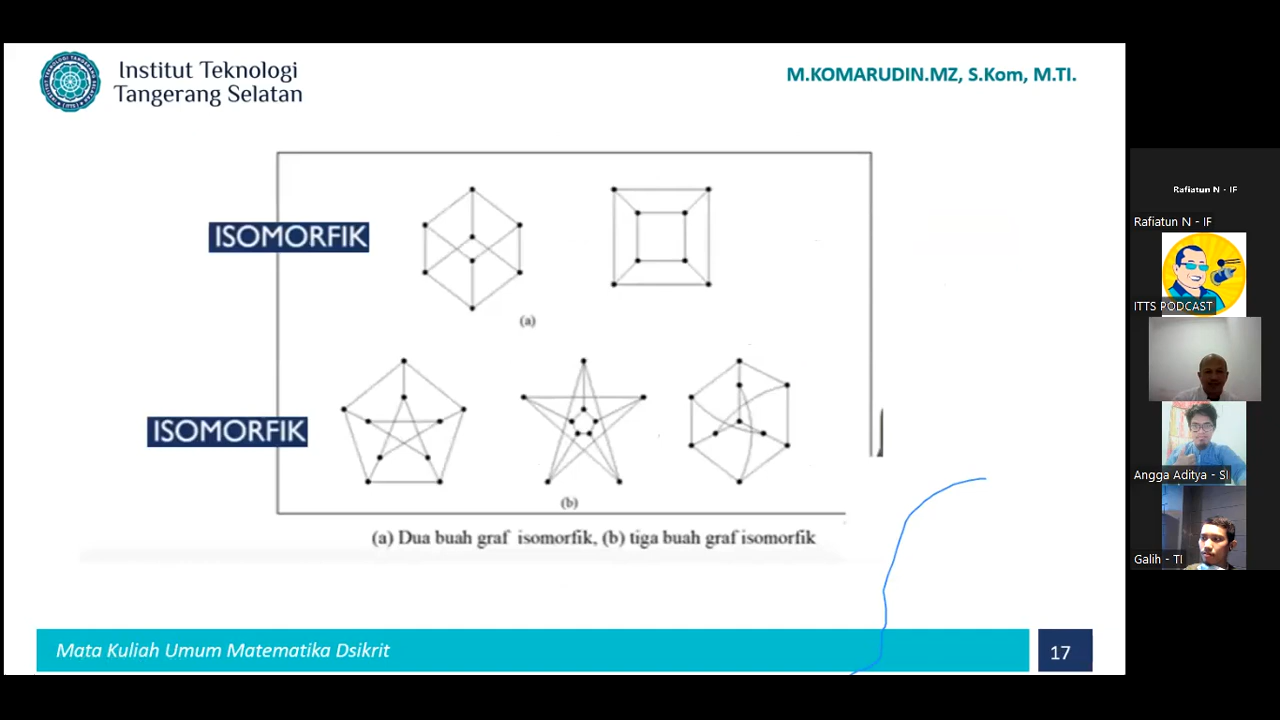 Institut Teknologi
Tangerang Selatan
M.KOMARUDIN.MZ, S.Kom, M.TI.
ISOMORFIK
(a)
ISOMORFIK
(b)
(a) Dua buah graf isomorfik, (b) tiga buah graf isomorfik
Mata Kuliah Umum Matematika Dsikrit
17
Rafiatun N - IF
Rafiatun N - IF
ITTS PODCAST
Angga Aditya - SI
Galih - TI